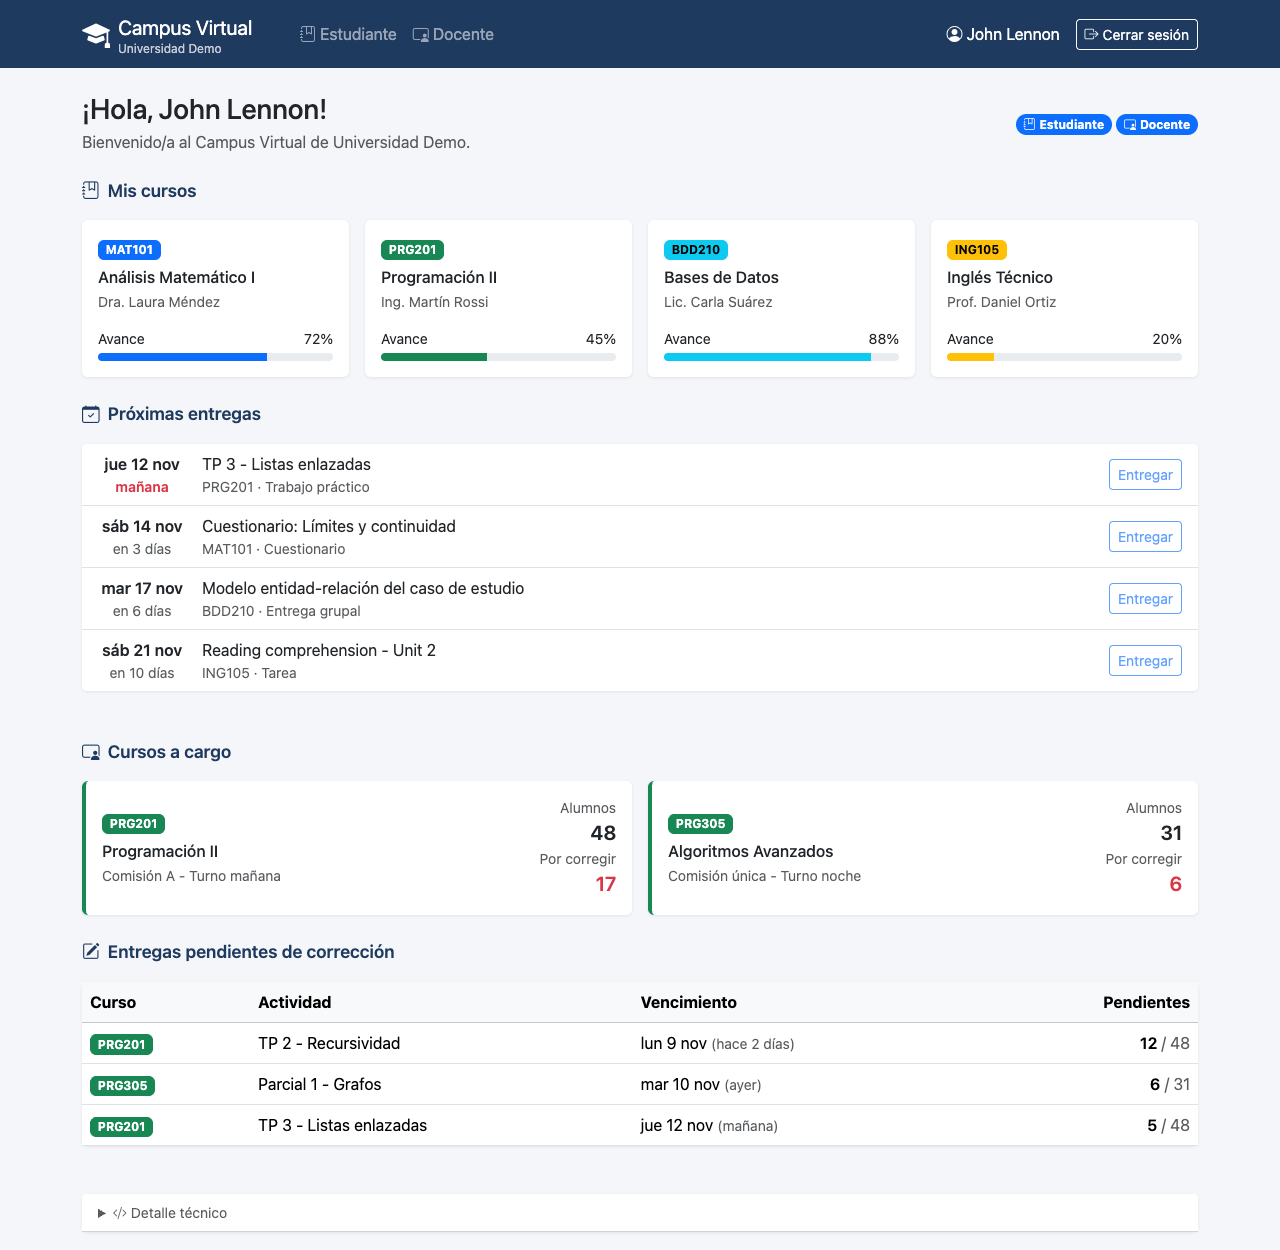 Campus Virtual
Universidad Demo
Estudiante
Docente
John Lennon
Cerrar sesión
¡Hola, John Lennon!
Bienvenido/a al Campus Virtual de Universidad Demo.
Estudiante
Docente
Mis cursos
MAT101
Análisis Matemático I
Dra. Laura Méndez
Avance 72%
PRG201
Programación II
Ing. Martín Rossi
Avance 45%
BDD210
Bases de Datos
Lic. Carla Suárez
Avance 88%
ING105
Inglés Técnico
Prof. Daniel Ortiz
Avance 20%
Próximas entregas
jue 12 nov
mañana
TP 3 - Listas enlazadas
PRG201 · Trabajo práctico
Entregar
sáb 14 nov
en 3 días
Cuestionario: Límites y continuidad
MAT101 · Cuestionario
Entregar
mar 17 nov
en 6 días
Modelo entidad-relación del caso de estudio
BDD210 · Entrega grupal
Entregar
sáb 21 nov
en 10 días
Reading comprehension - Unit 2
ING105 · Tarea
Entregar
Cursos a cargo
PRG201
Programación II
Comisión A - Turno mañana
Alumnos
48
Por corregir
17
PRG305
Algoritmos Avanzados
Comisión única - Turno noche
Alumnos
31
Por corregir
6
Entregas pendientes de corrección
Curso Actividad Vencimiento Pendientes
PRG201 TP 2 - Recursividad lun 9 nov (hace 2 días) 12 / 48
PRG305 Parcial 1 - Grafos mar 10 nov (ayer) 6 / 31
PRG201 TP 3 - Listas enlazadas jue 12 nov (mañana) 5 / 48
Detalle técnico